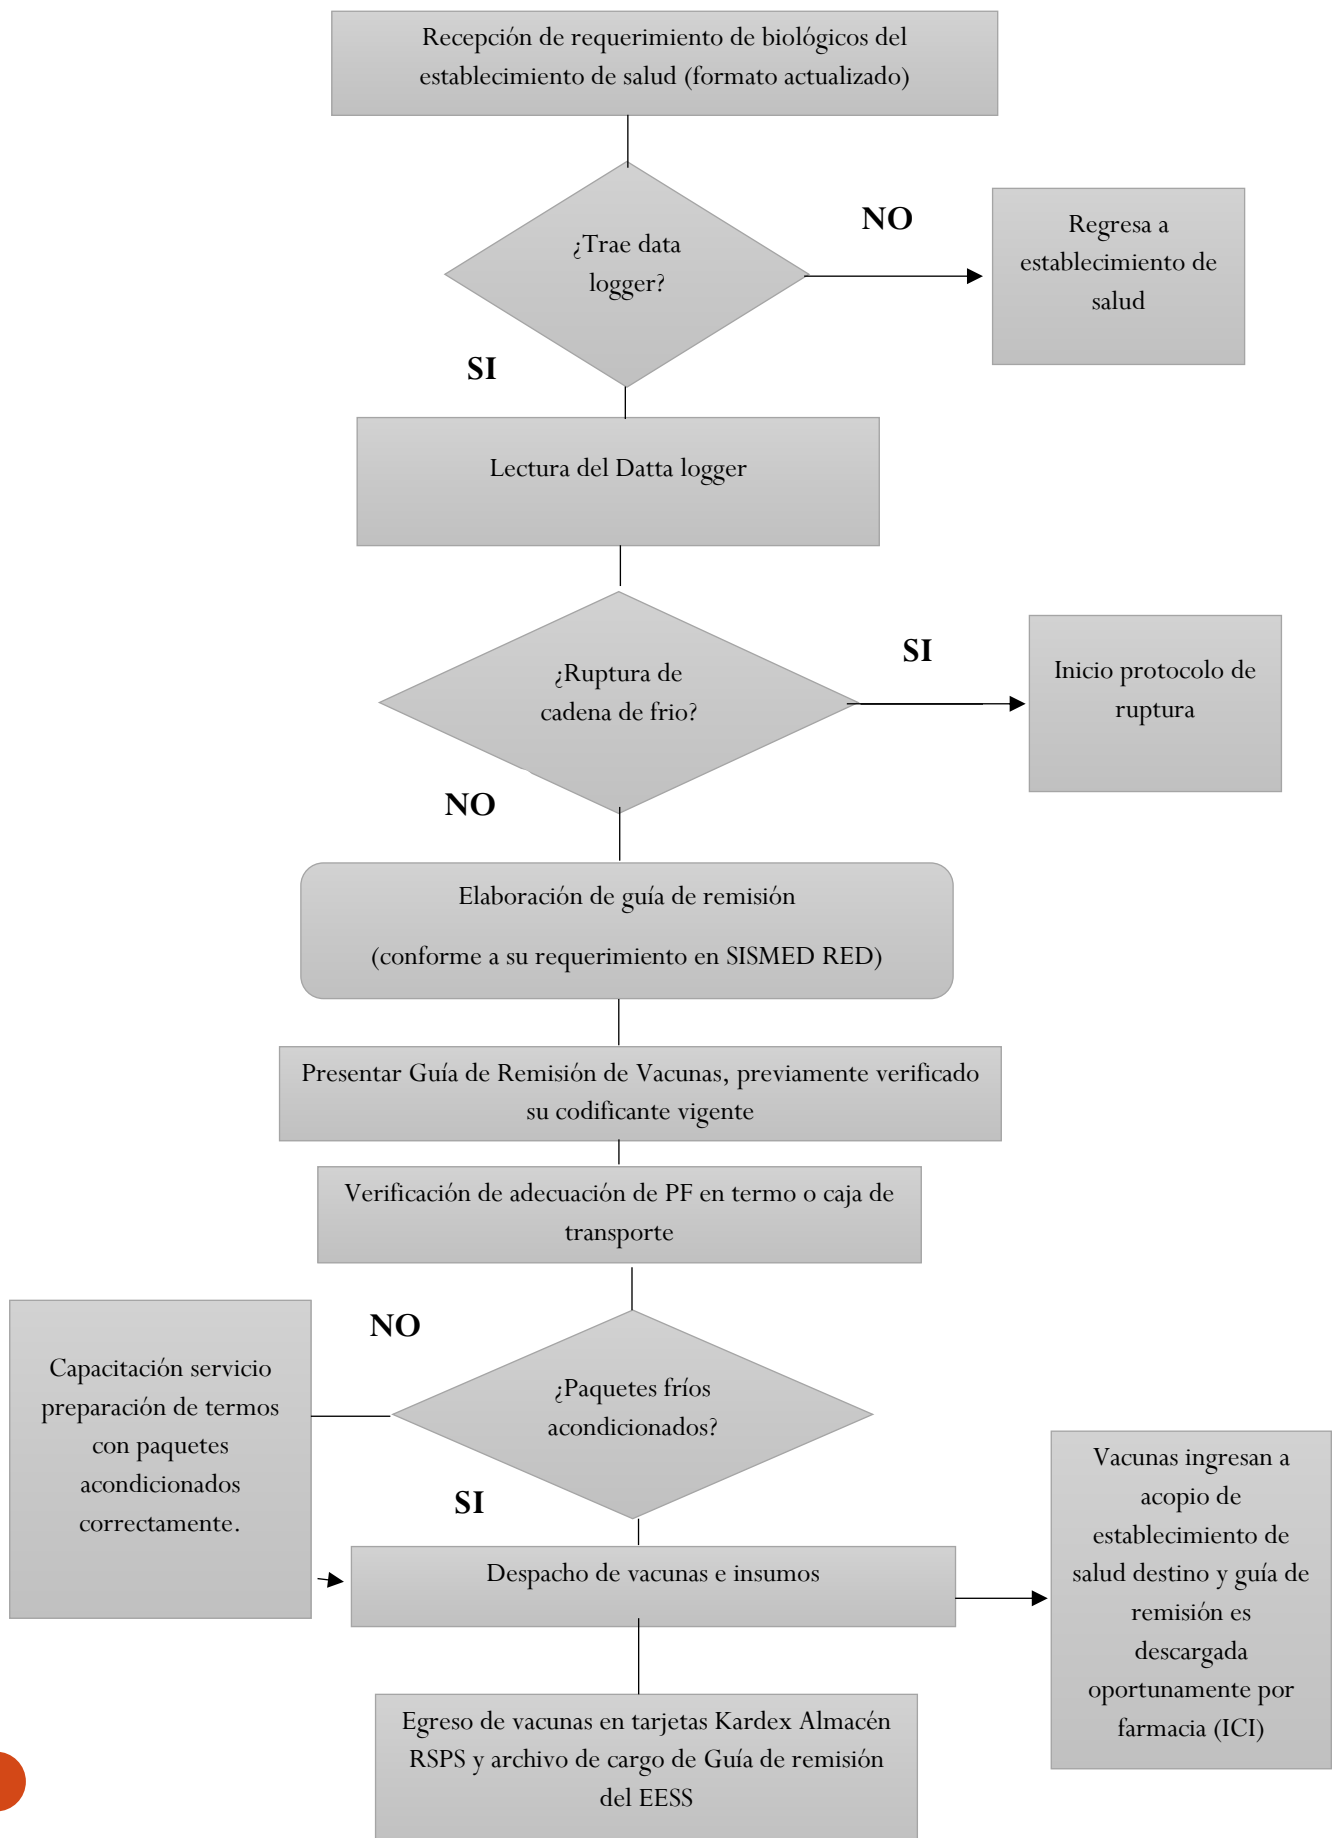 Recepción de requerimiento de biológicos del
establecimiento de salud (formato actualizado)
¿Trae data
logger?
NO
Regresa a
establecimiento de
salud
SI
Lectura del Datta logger
¿Ruptura de
cadena de frio?
SI
Inicio protocolo de
ruptura
NO
Elaboración de guía de remisión
(conforme a su requerimiento en SISMED RED)
Presentar Guía de Remisión de Vacunas, previamente verificado
su codificante vigente
Verificación de adecuación de PF en termo o caja de
transporte
NO
¿Paquetes fríos
acondicionados?
Capacitación servicio
preparación de termos
con paquetes
acondicionados
correctamente.
SI
Despacho de vacunas e insumos
Vacunas ingresan a
acopio de
establecimiento de
salud destino y guía de
remisión es
descargada
oportunamente por
farmacia (ICI)
Egreso de vacunas en tarjetas Kardex Almacén
RSPS y archivo de cargo de Guía de remisión
del EESS